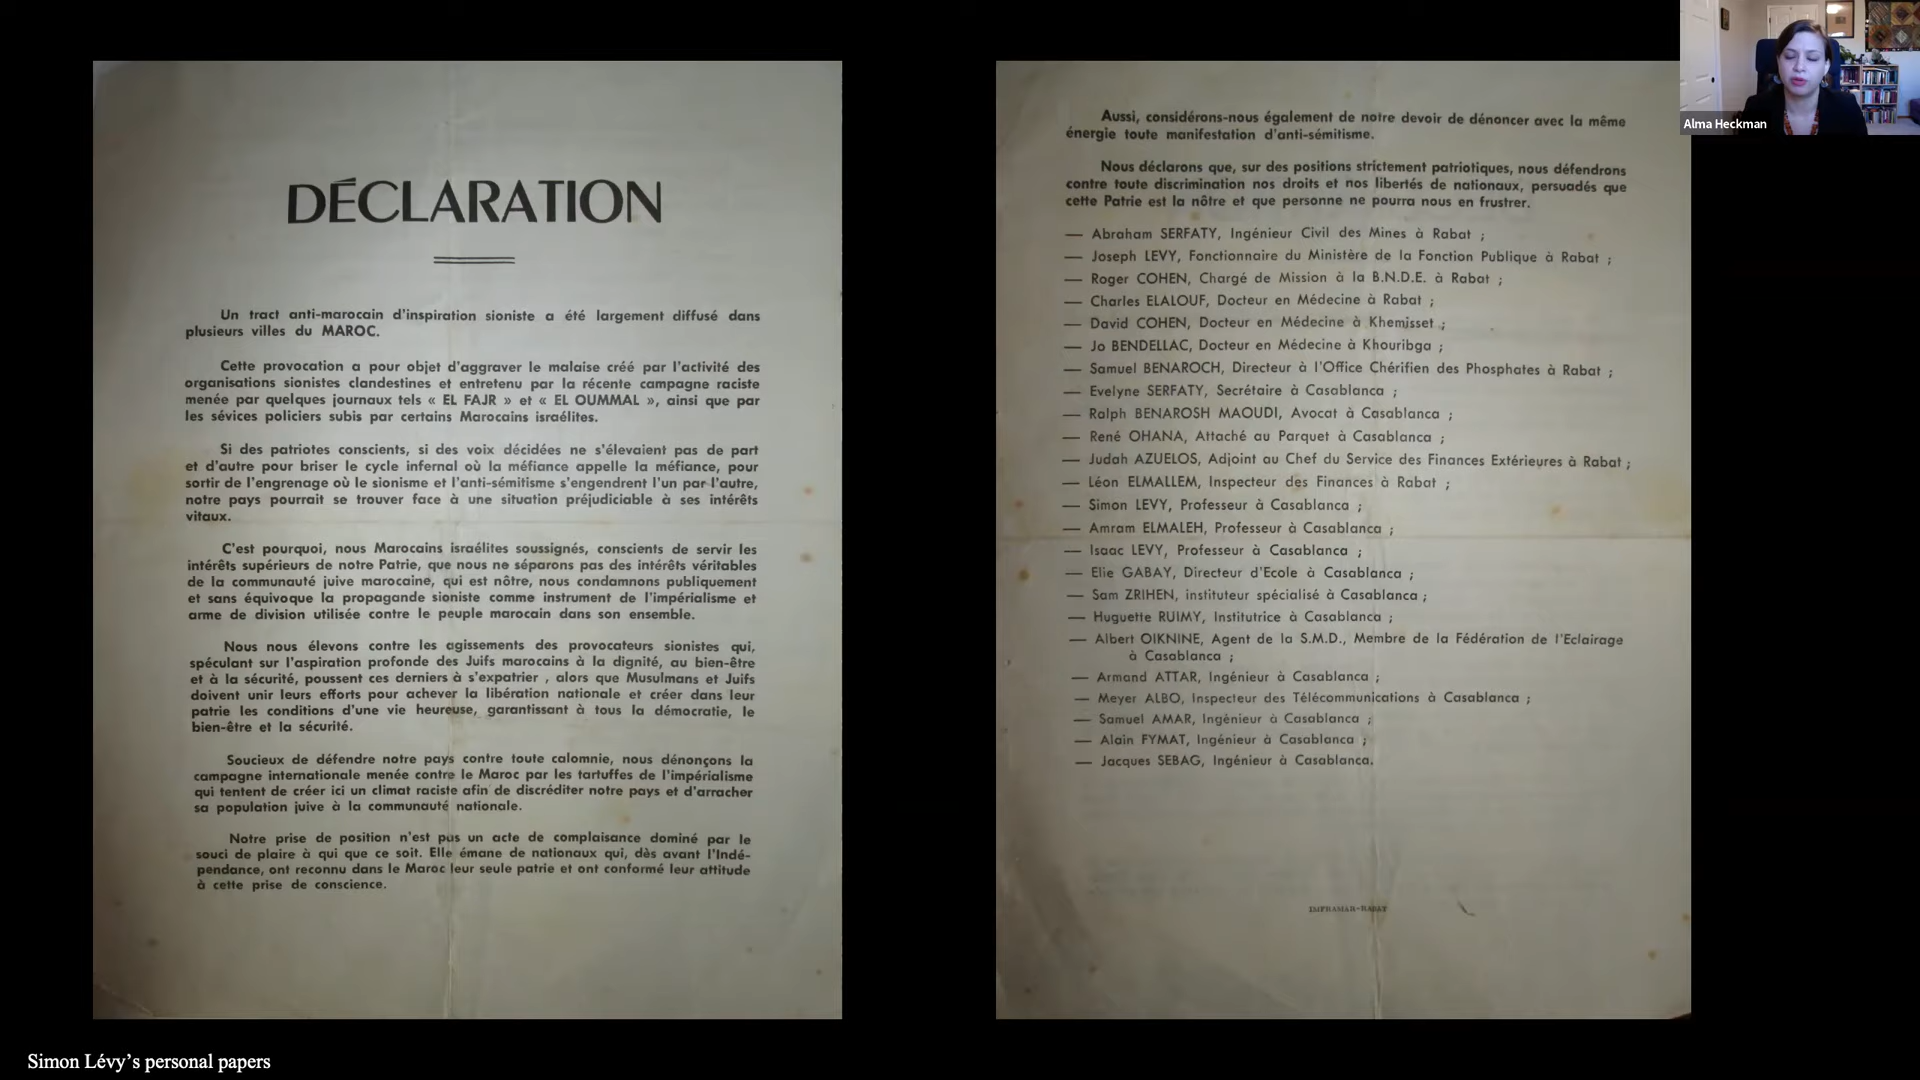 DÉCLARATION
Un tract anti-marocain d'inspiration sioniste a été largement diffusé dans
plusieurs villes du MAROC.
Cette provocation a pour objet d'aggraver le malaise créé par l'activité des
organisations sionistes clandestines et entretenu par la récente campagne raciste
menée par quelques journaux tels « EL FAJR » et « EL OUMMAL », ainsi que par
les sévices policiers subis par certains Marocains israélites.
Si des patriotes conscients, si des voix décidées ne s'élevaient pas de part
et d'autre pour briser le cycle infernal où la méfiance appelle la méfiance, pour
sortir de l'engrenage où le sionisme et l'anti-sémitisme s'engendrent l'un par l'autre,
notre pays pourrait se trouver face à une situation préjudiciable à ses intérêts
vitaux.
C'est pourquoi, nous Marocains israélites soussignés, conscients de servir les
intérêts supérieurs de notre Patrie, que nous ne séparons pas des intérêts véritables
de la communauté juive marocaine, qui est nôtre, nous condamnons publiquement
et sans équivoque la propagande sioniste comme instrument de l'impérialisme et
arme de division utilisée contre le peuple marocain dans son ensemble.
Nous nous élevons contre les agissements des provocateurs sionistes qui,
spéculant sur l'aspiration profonde des Juifs marocains à la dignité, au bien-être
et à la sécurité, poussent ces derniers à s'expatrier , alors que Musulmans et Juifs
doivent unir leurs efforts pour achever la libération nationale et créer dans leur
patrie les conditions d'une vie heureuse, garantissant à tous la démocratie, le
bien-être et la sécurité.
Soucieux de défendre notre pays contre toute calomnie, nous dénonçons la
campagne internationale menée contre le Maroc par les tartuffes de l'impérialisme
qui tentent de créer ici un climat raciste afin de discréditer notre pays et d'arracher
sa population juive à la communauté nationale.
Notre prise de position n'est pas un acte de complaisance dominé par le
souci de plaire à qui que ce soit. Elle émane de nationaux qui, dès avant l'Indé-
pendance, ont reconnu dans le Maroc leur seule patrie et ont conformé leur attitude
à cette prise de conscience.
Aussi, considérons-nous également de notre devoir de dénoncer avec la même
énergie toute manifestation d'anti-sémitisme.
Nous déclarons que, sur des positions strictement patriotiques, nous défendrons
contre toute discrimination nos droits et nos libertés de nationaux, persuadés que
cette Patrie est la nôtre et que personne ne pourra nous en frustrer.
— Abraham SERFATY, Ingénieur Civil des Mines à Rabat ;
— Joseph LEVY, Fonctionnaire du Ministère de la Fonction Publique à Rabat ;
— Roger COHEN, Chargé de Mission à la B.N.D.E. à Rabat ;
— Charles ELALOUF, Docteur en Médecine à Rabat ;
— David COHEN, Docteur en Médecine à Khemisset ;
— Jo BENDELLAC, Docteur en Médecine à Khouribga ;
— Samuel BENAROCH, Directeur à l'Office Chérifien des Phosphates à Rabat ;
— Evelyne SERFATY, Secrétaire à Casablanca ;
— Ralph BENAROSH MAOUDI, Avocat à Casablanca ;
— René OHANA, Attaché au Parquet à Casablanca ;
— Judah AZUELOS, Adjoint au Chef du Service des Finances Extérieures à Rabat ;
— Léon ELMALLEM, Inspecteur des Finances à Rabat ;
— Simon LEVY, Professeur à Casablanca ;
— Amram ELMALEH, Professeur à Casablanca ;
— Isaac LEVY, Professeur à Casablanca ;
— Elie GABAY, Directeur d'Ecole à Casablanca ;
— Sam ZRIHEN, instituteur spécialisé à Casablanca ;
— Huguette RUIMY, Institutrice à Casablanca ;
— Albert OIKNINE, Agent de la S.M.D., Membre de la Fédération de l'Eclairage
à Casablanca ;
— Armand ATTAR, Ingénieur à Casablanca ;
— Meyer ALBO, Inspecteur des Télécommunications à Casablanca ;
— Samuel AMAR, Ingénieur à Casablanca ;
— Alain FYMAT, Ingénieur à Casablanca ;
— Jacques SEBAG, Ingénieur à Casablanca.
IMFRAMAR-RABAT
Alma Heckman
Simon Lévy's personal papers